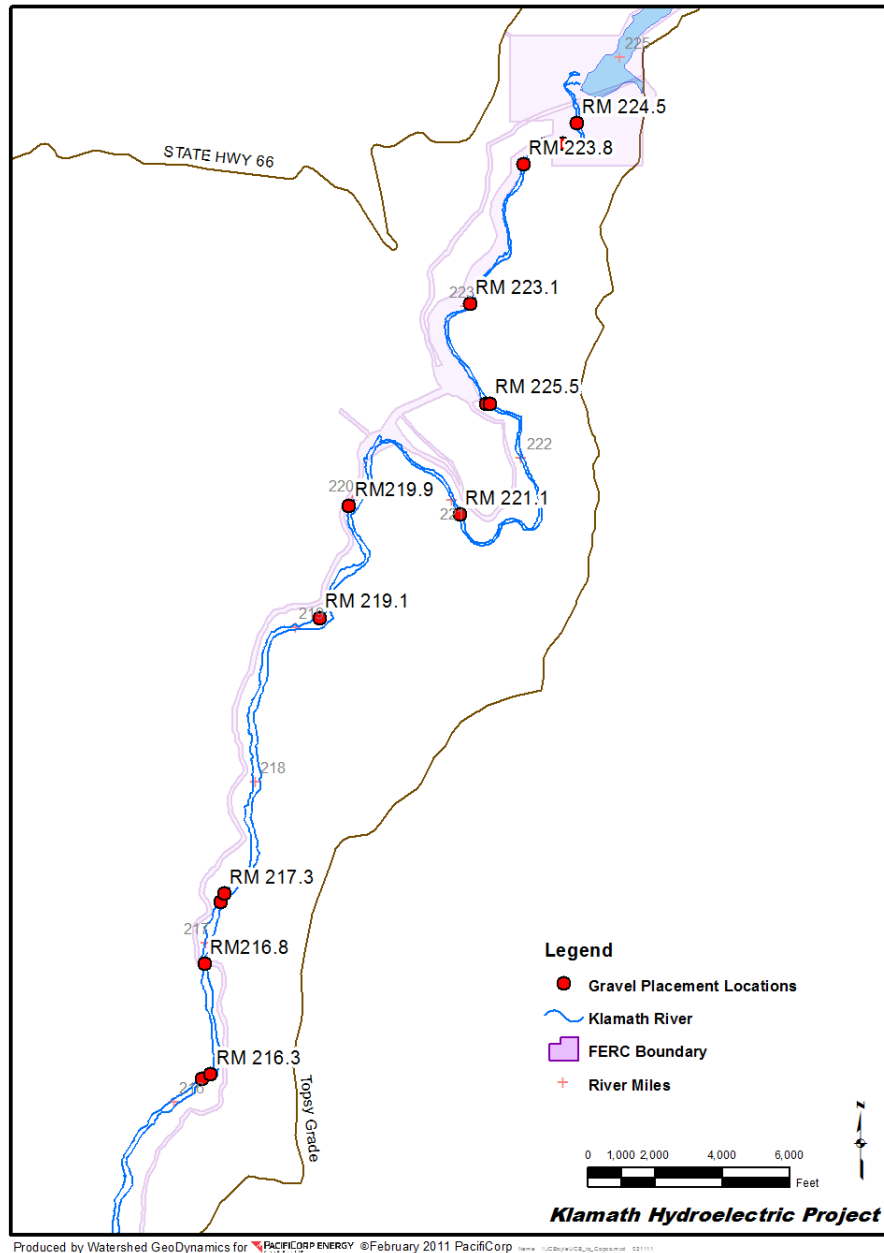 225
RM 224.5
STATE HWY 66
RM 223.8
223
RM 223.1
RM 225.5
222
220
RM219.9
RM 221.1
219
RM 219.1
218
RM 217.3
217
RM216.8
RM 216.3
216
Topsy Grade
Legend
Gravel Placement Locations
Klamath River
FERC Boundary
River Miles
z
0 1,000 2,000 4,000 6,000
Feet
Klamath Hydroelectric Project
Produced by Watershed GeoDynamics for PACIFICORP ENERGY ©February 2011 PacifiCorp